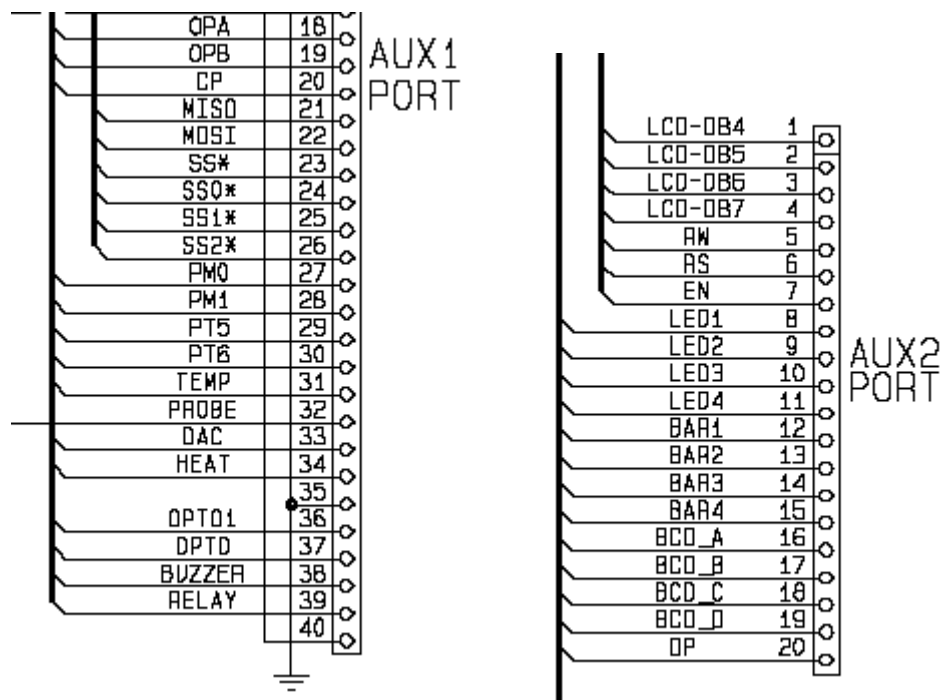 OPA 18
OPB 19
CP 20
MISO 21
MOSI 22
SS* 23
SS0* 24
SS1* 25
SS2* 26
PM0 27
PM1 28
PT5 29
PT6 30
TEMP 31
PROBE 32
DAC 33
HEAT 34
35
OPTO1 36
OPTO 37
BUZZER 38
RELAY 39
40
AUX1
PORT
LCD-DB4 1
LCD-DB5 2
LCD-DB6 3
LCD-DB7 4
RW 5
RS 6
EN 7
LED1 8
LED2 9
LED3 10
LED4 11
BAR1 12
BAR2 13
BAR3 14
BAR4 15
BCD_A 16
BCD_B 17
BCD_C 18
BCD_D 19
DP 20
AUX2
PORT